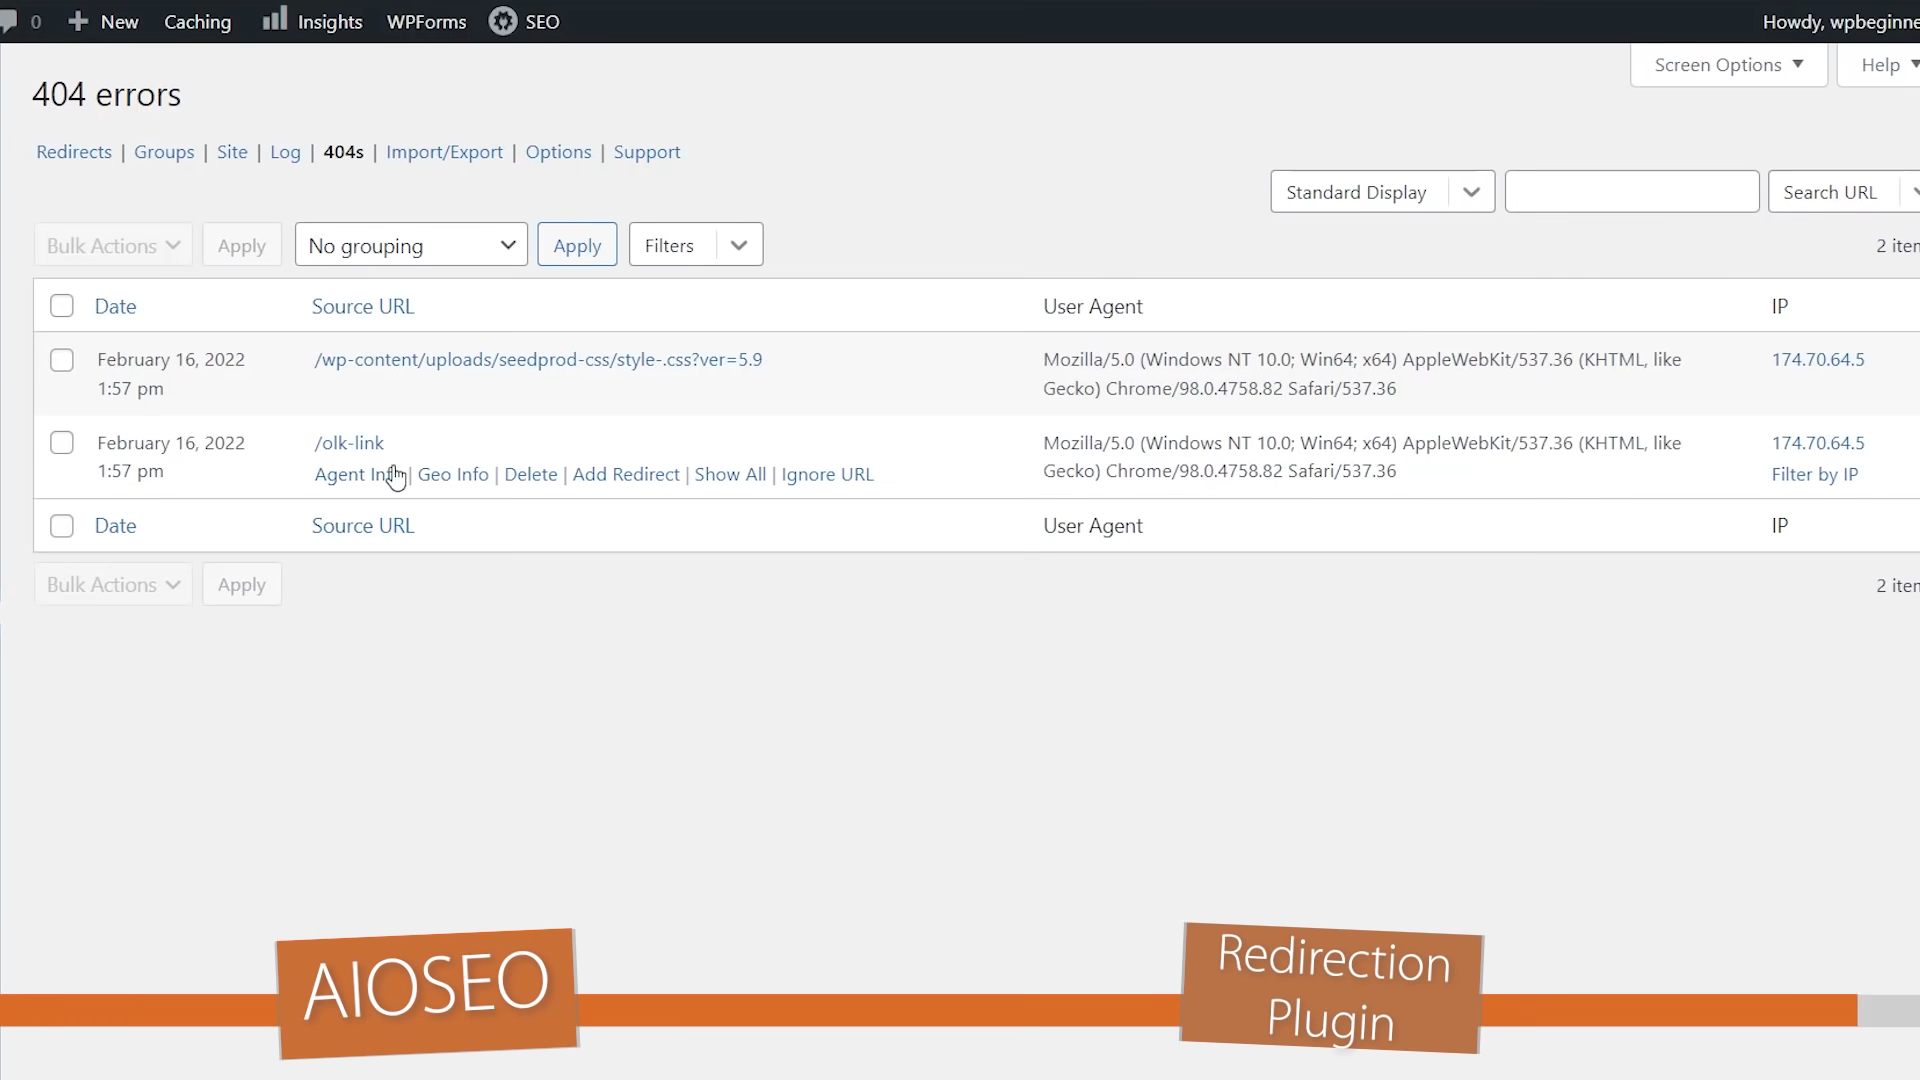 0 New Caching Insights WPForms SEO Howdy, wpbeginne
Screen Options Help
404 errors
Redirects | Groups | Site | Log | 404s | Import/Export | Options | Support
Standard Display Search URL
Bulk Actions Apply No grouping Apply Filters 2 iten
Date Source URL User Agent IP
February 16, 2022 /wp-content/uploads/seedprod-css/style-.css?ver=5.9 Mozilla/5.0 (Windows NT 10.0; Win64; x64) AppleWebKit/537.36 (KHTML, like 174.70.64.5
1:57 pm Gecko) Chrome/98.0.4758.82 Safari/537.36
February 16, 2022 /olk-link Mozilla/5.0 (Windows NT 10.0; Win64; x64) AppleWebKit/537.36 (KHTML, like 174.70.64.5
1:57 pm Agent Inf | Geo Info | Delete | Add Redirect | Show All | Ignore URL Gecko) Chrome/98.0.4758.82 Safari/537.36 Filter by IP
Date Source URL User Agent IP
Bulk Actions Apply 2 iten
AIOSEO
Redirection
Plugin